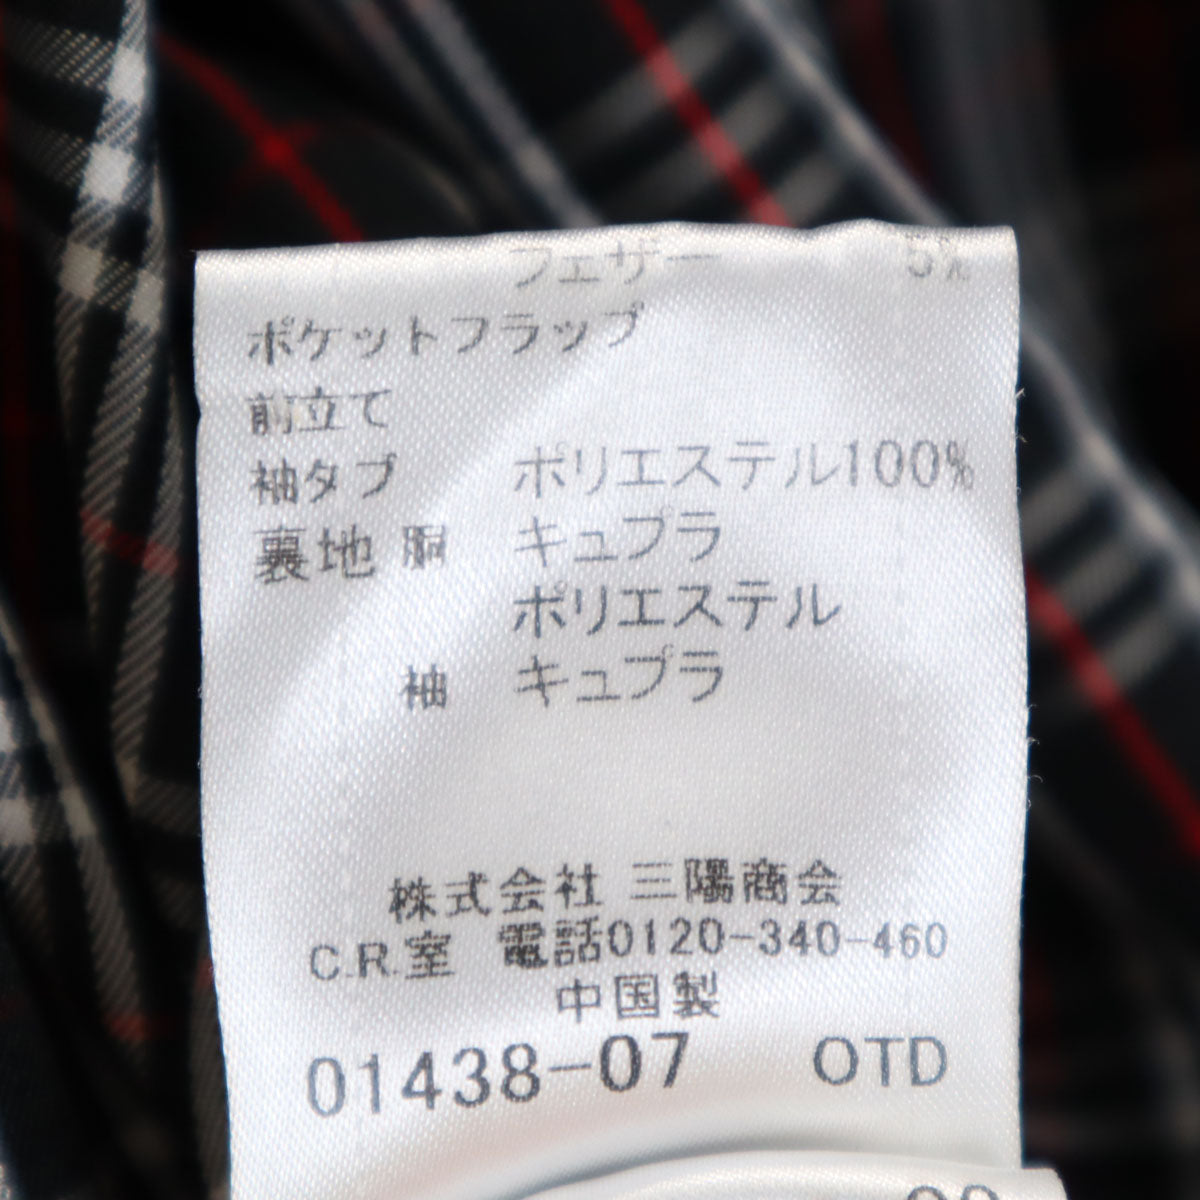 フェザー 5%
ポケットフラップ
前立て
袖タブ ポリエステル100%
裏地 胴 キュプラ
ポリエステル
袖 キュプラ
株式会社 三陽商会
C.R.室 電話0120-340-460
中国製
01438-07 OTD